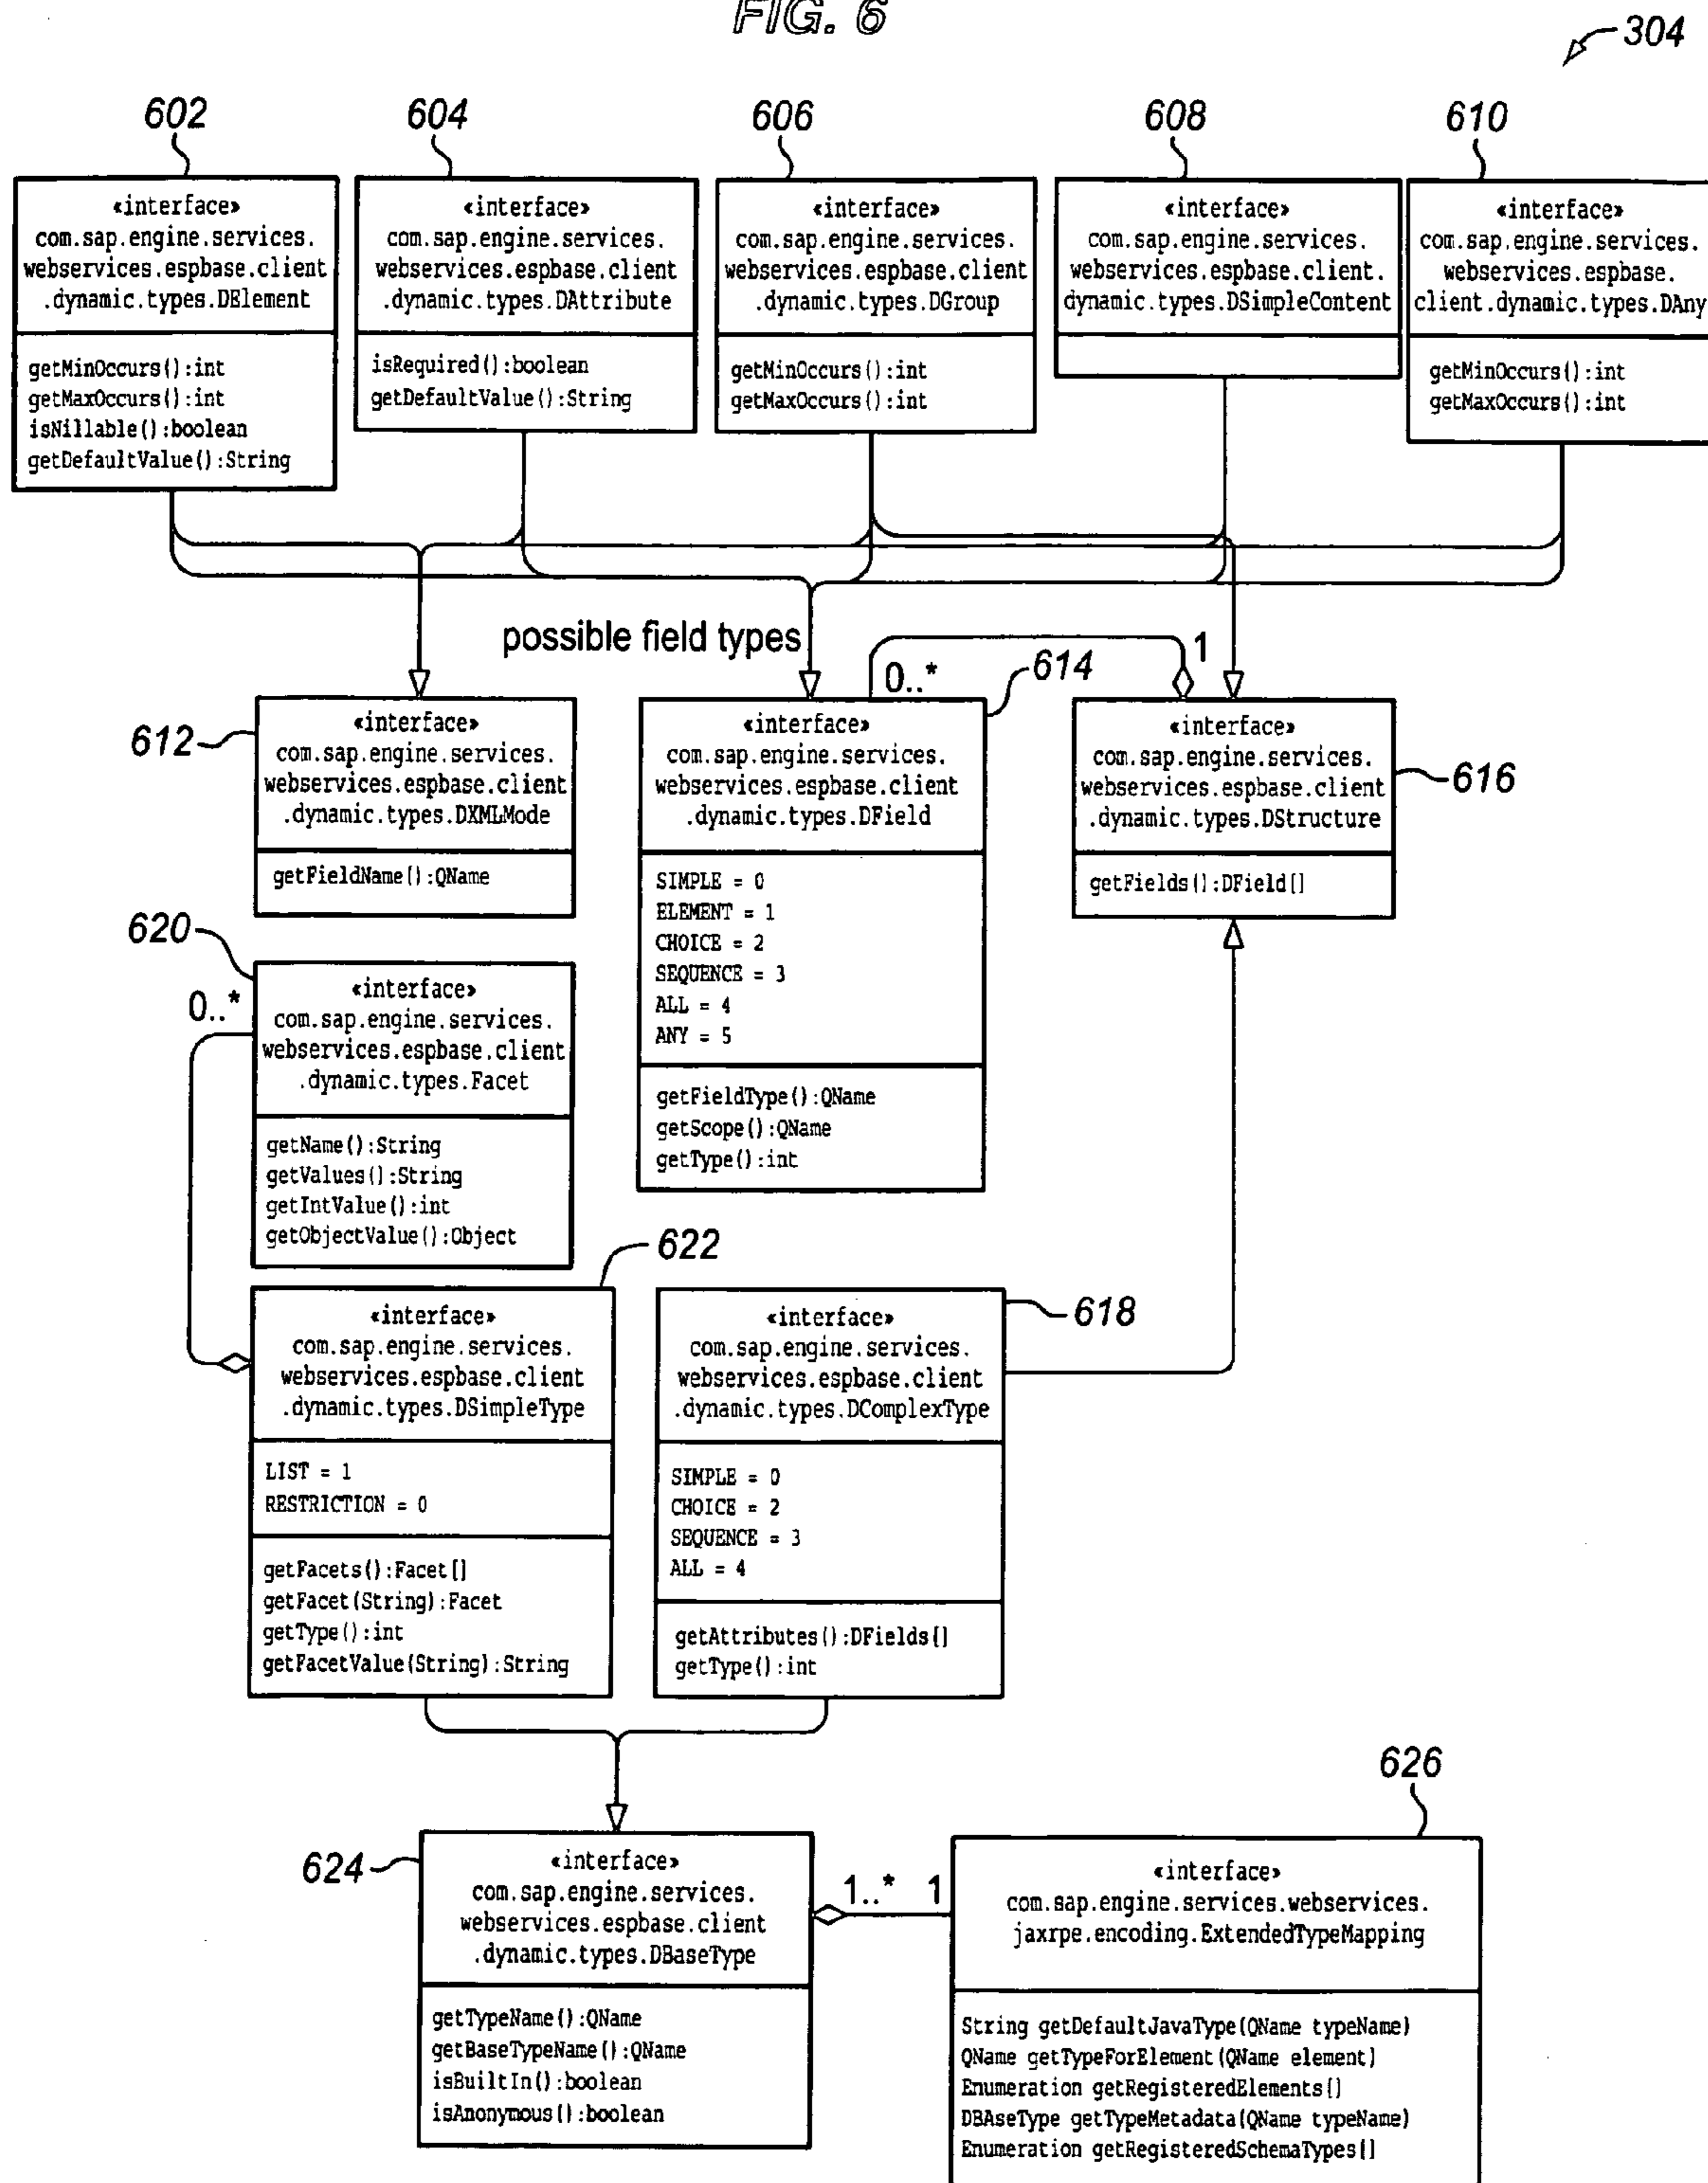 FIG. 6
304
602
604
606
608
610
«interface»
com.sap.engine.services.
webservices.espbase.client
.dynamic.types.DElement
getMinOccurs():int
getMaxOccurs():int
isNillable():boolean
getDefaultValue():String
«interface»
com.sap.engine.services.
webservices.espbase.client
.dynamic.types.DAttribute
isRequired():boolean
getDefaultValue():String
«interface»
com.sap.engine.services.
webservices.espbase.client
.dynamic.types.DGroup
getMinOccurs():int
getMaxOccurs():int
«interface»
com.sap.engine.services.
webservices.espbase.client.
dynamic.types.DSimpleContent
«interface»
com.sap.engine.services.
webservices.espbase.
client.dynamic.types.DAny
getMinOccurs():int
getMaxOccurs():int
possible field types
0..*
1
612
«interface»
com.sap.engine.services.
webservices.espbase.client
.dynamic.types.DXMLMode
getFieldName():QName
614
«interface»
com.sap.engine.services.
webservices.espbase.client
.dynamic.types.DField
SIMPLE = 0
ELEMENT = 1
CHOICE = 2
SEQUENCE = 3
ALL = 4
ANY = 5
getFieldType():QName
getScope():QName
getType():int
616
«interface»
com.sap.engine.services.
webservices.espbase.client
.dynamic.types.DStructure
getFields():DField[]
620
0..*
«interface»
com.sap.engine.services.
webservices.espbase.client
.dynamic.types.Facet
getName():String
getValues():String
getIntValue():int
getObjectValue():Object
622
«interface»
com.sap.engine.services.
webservices.espbase.client
.dynamic.types.DSimpleType
LIST = 1
RESTRICTION = 0
getFacets():Facet[]
getFacet(String):Facet
getType():int
getFacetValue(String):String
618
«interface»
com.sap.engine.services.
webservices.espbase.client
.dynamic.types.DComplexType
SIMPLE = 0
CHOICE = 2
SEQUENCE = 3
ALL = 4
getAttributes():DFields[]
getType():int
624
«interface»
com.sap.engine.services.
webservices.espbase.client
.dynamic.types.DBaseType
getTypeName():QName
getBaseTypeName():QName
isBuiltIn():boolean
isAnonymous():boolean
1..* 1
626
«interface»
com.sap.engine.services.webservices.
jaxrpe.encoding.ExtendedTypeMapping
String getDefaultJavaType(QName typeName)
QName getTypeForElement(QName element)
Enumeration getRegisteredElements[]
DBAseType getTypeMetadata(QName typeName)
Enumeration getRegisteredSchemaTypes[]